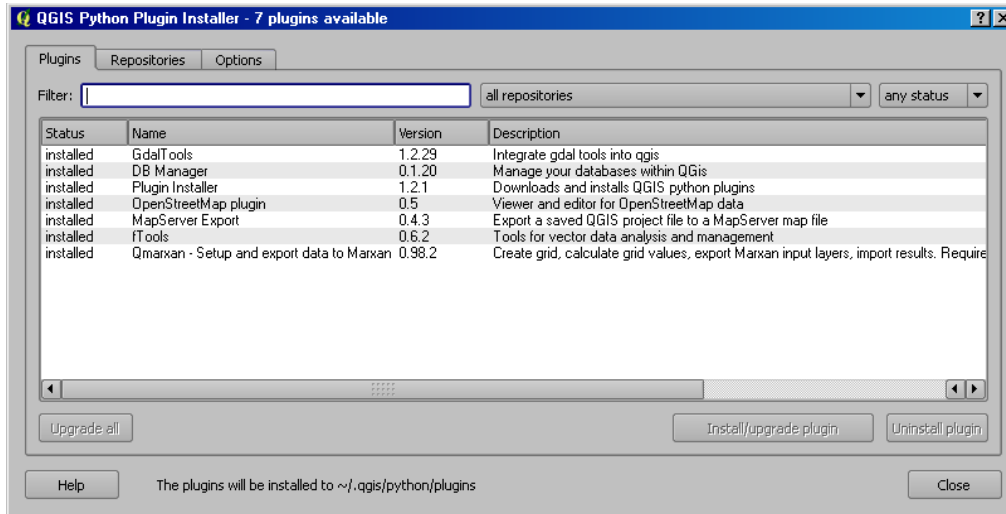 QGIS Python Plugin Installer - 7 plugins available
Plugins Repositories Options
Filter: all repositories any status
Status Name Version Description
installed GdalTools 1.2.29 Integrate gdal tools into qgis
installed DB Manager 0.1.20 Manage your databases within QGis
installed Plugin Installer 1.2.1 Downloads and installs QGIS python plugins
installed OpenStreetMap plugin 0.5 Viewer and editor for OpenStreetMap data
installed MapServer Export 0.4.3 Export a saved QGIS project file to a MapServer map file
installed fTools 0.6.2 Tools for vector data analysis and management
installed Qmarxan - Setup and export data to Marxan 0.98.2 Create grid, calculate grid values, export Marxan input layers, import results. Require
Upgrade all Install/upgrade plugin Uninstall plugin
Help The plugins will be installed to ~/.qgis/python/plugins Close